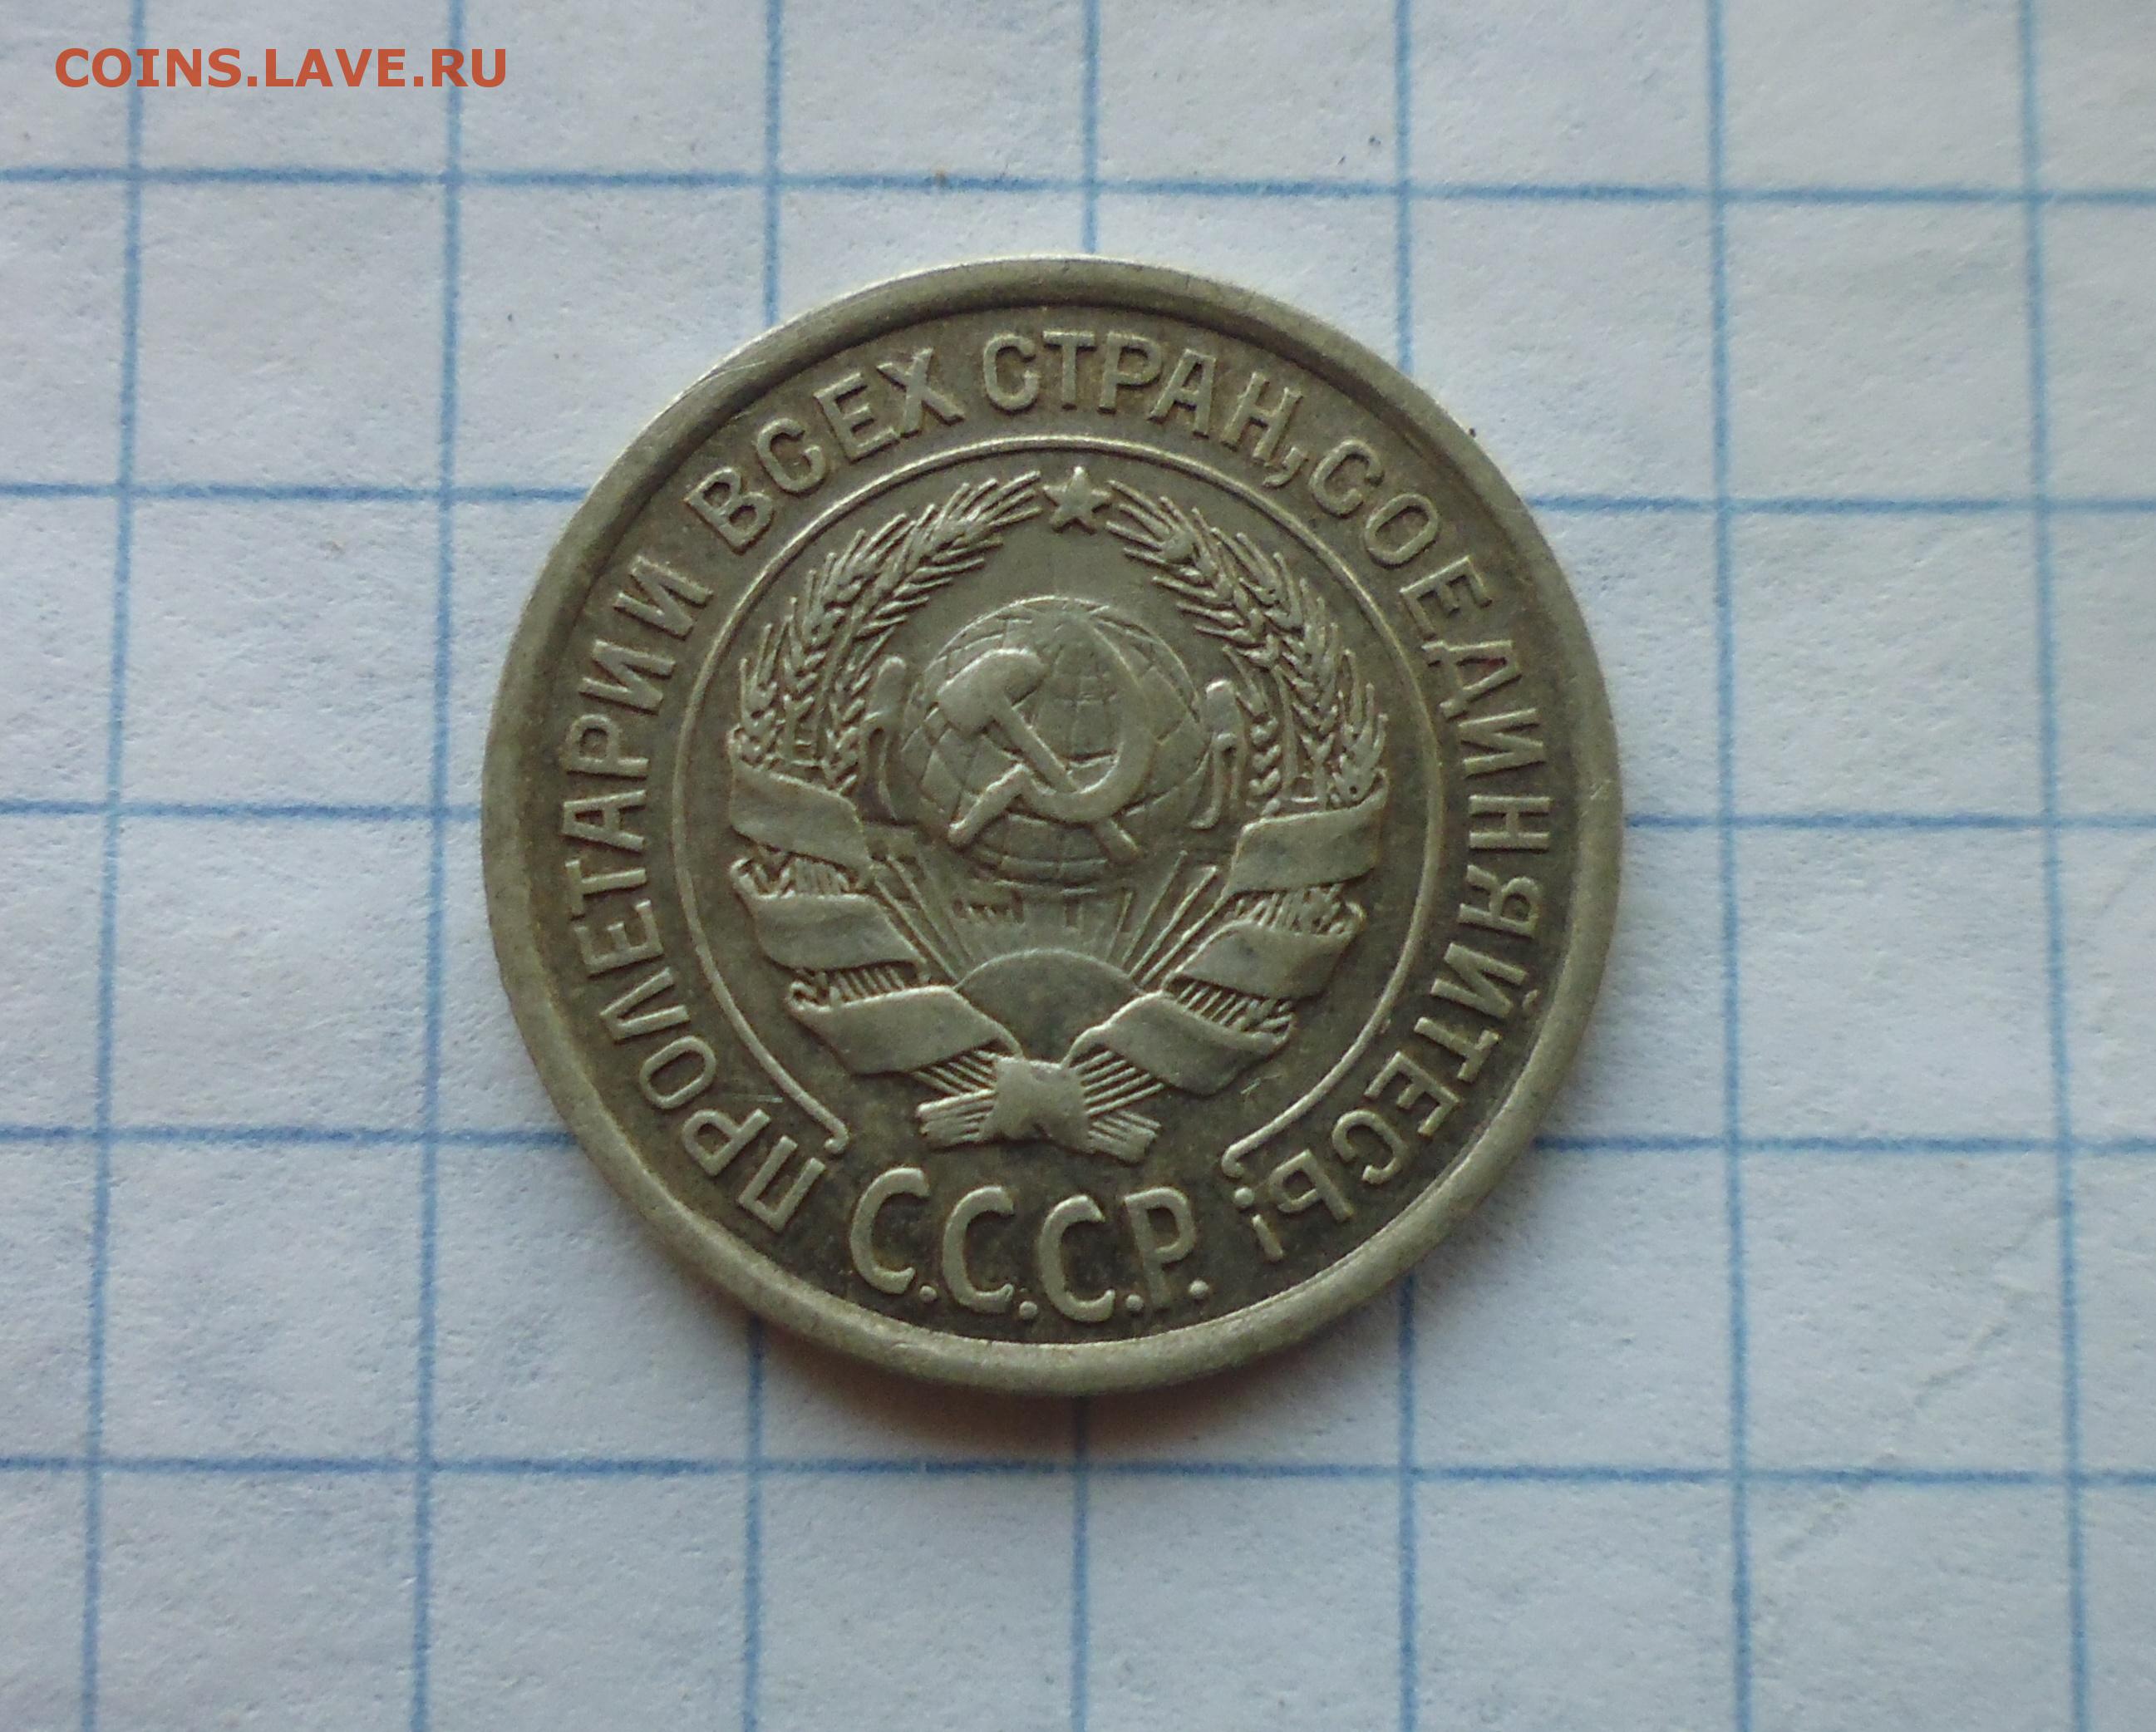 COINS.LAVE.RU
ПРОЛЕТАРИИ ВСЕХ СТРАН, СОЕДИНЯЙТЕСЬ!
С.С.С.Р.